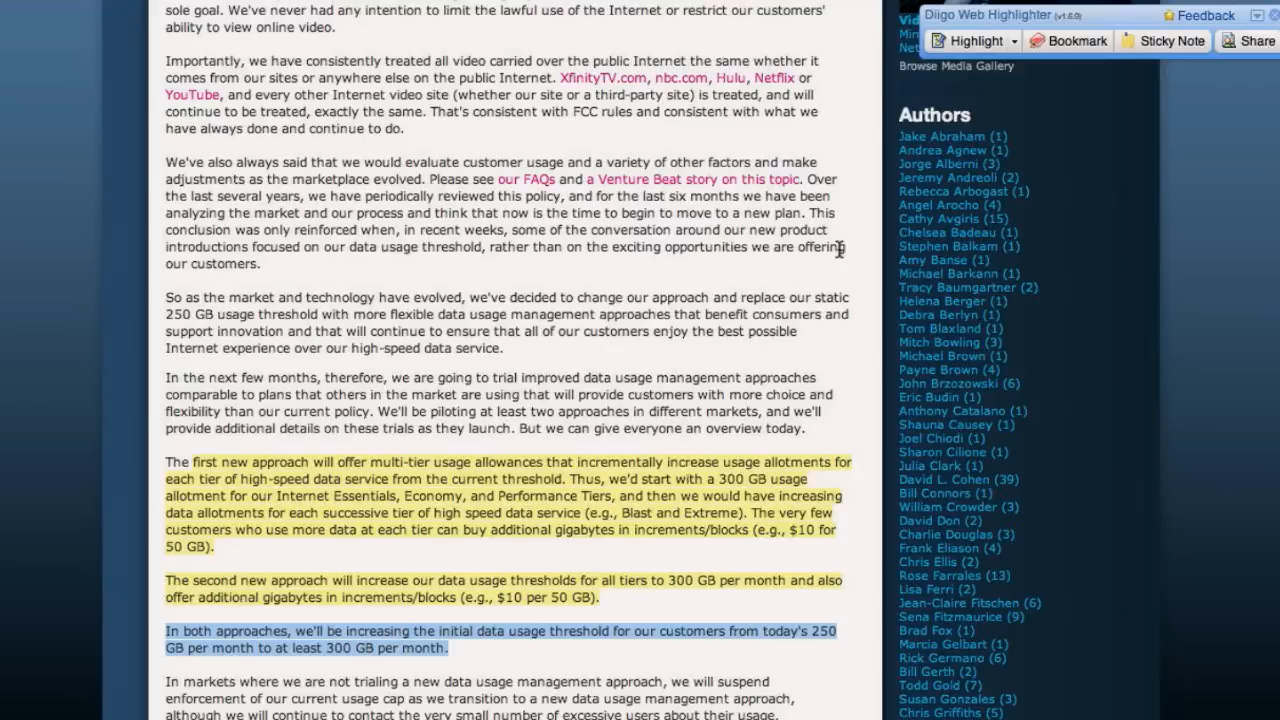 sole goal. We've never had any intention to limit the lawful use of the Internet or restrict our customers'
ability to view online video.
Importantly, we have consistently treated all video carried over the public Internet the same whether it
comes from our sites or anywhere else on the public Internet. XfinityTV.com, nbc.com, Hulu, Netflix or
YouTube, and every other Internet video site (whether our site or a third-party site) is treated, and will
continue to be treated, exactly the same. That's consistent with FCC rules and consistent with what we
have always done and continue to do.
We've also always said that we would evaluate customer usage and a variety of other factors and make
adjustments as the marketplace evolved. Please see our FAQs and a Venture Beat story on this topic. Over
the last several years, we have periodically reviewed this policy, and for the last six months we have been
analyzing the market and our process and think that now is the time to begin to move to a new plan. This
conclusion was only reinforced when, in recent weeks, some of the conversation around our new product
introductions focused on our data usage threshold, rather than on the exciting opportunities we are offering
our customers.
So as the market and technology have evolved, we've decided to change our approach and replace our static
250 GB usage threshold with more flexible data usage management approaches that benefit consumers and
support innovation and that will continue to ensure that all of our customers enjoy the best possible
Internet experience over our high-speed data service.
In the next few months, therefore, we are going to trial improved data usage management approaches
comparable to plans that others in the market are using that will provide customers with more choice and
flexibility than our current policy. We'll be piloting at least two approaches in different markets, and we'll
provide additional details on these trials as they launch. But we can give everyone an overview today.
The first new approach will offer multi-tier usage allowances that incrementally increase usage allotments for
each tier of high-speed data service from the current threshold. Thus, we'd start with a 300 GB usage
allotment for our Internet Essentials, Economy, and Performance Tiers, and then we would have increasing
data allotments for each successive tier of high speed data service (e.g., Blast and Extreme). The very few
customers who use more data at each tier can buy additional gigabytes in increments/blocks (e.g., $10 for
50 GB).
The second new approach will increase our data usage thresholds for all tiers to 300 GB per month and also
offer additional gigabytes in increments/blocks (e.g., $10 per 50 GB).
In both approaches, we'll be increasing the initial data usage threshold for our customers from today's 250
GB per month to at least 300 GB per month.
In markets where we are not trialing a new data usage management approach, we will suspend
enforcement of our current usage cap as we transition to a new data usage management approach,
although we will continue to contact the very small number of excessive users about their usage.
Diigo Web Highlighter (v1.6.9)
Feedback
Highlight
Bookmark
Sticky Note
Share
Vid
Min
Net
Browse Media Gallery
Authors
Jake Abraham (1)
Andrea Agnew (1)
Jorge Alberni (3)
Jeremy Andreoli (2)
Rebecca Arbogast (1)
Angel Arocho (4)
Cathy Avgiris (15)
Chelsea Badeau (1)
Stephen Balkam (1)
Amy Banse (1)
Michael Barkann (1)
Tracy Baumgartner (2)
Helena Berger (1)
Debra Berlyn (1)
Tom Blaxland (1)
Mitch Bowling (3)
Michael Brown (1)
Payne Brown (4)
John Brzozowski (6)
Eric Budin (1)
Anthony Catalano (1)
Shauna Causey (1)
Joel Chiodi (1)
Sharon Cilione (1)
Julia Clark (1)
David L. Cohen (39)
Bill Connors (1)
William Crowder (3)
David Don (2)
Charlie Douglas (3)
Frank Eliason (4)
Chris Ellis (2)
Rose Farrales (13)
Lisa Ferri (2)
Jean-Claire Fitschen (6)
Sena Fitzmaurice (9)
Brad Fox (1)
Marcia Gelbart (1)
Rick Germano (6)
Bill Gerth (2)
Todd Gold (7)
Susan Gonzales (3)
Chris Griffiths (5)